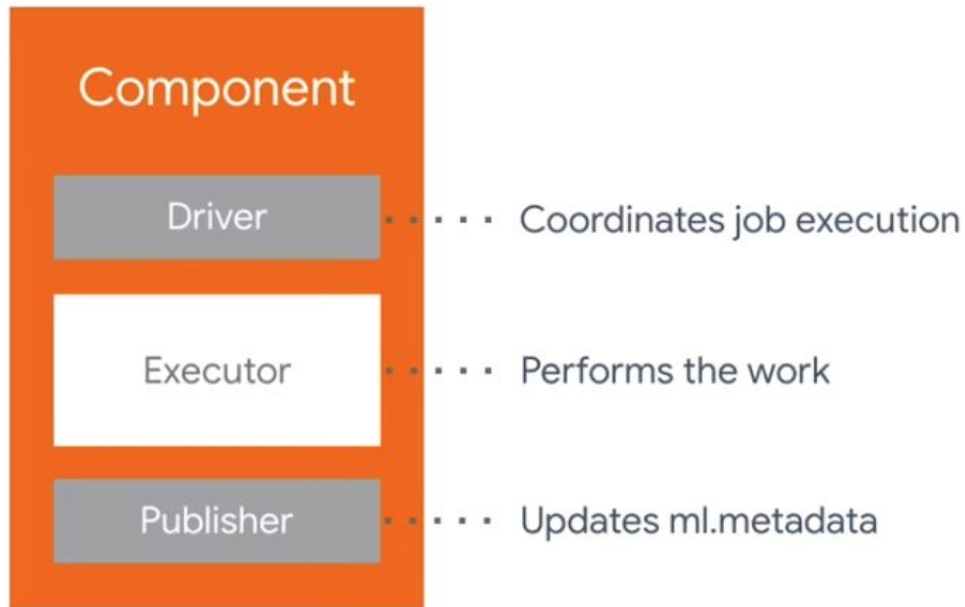 Component
Driver
Coordinates job execution
Executor
Performs the work
Publisher
Updates ml.metadata